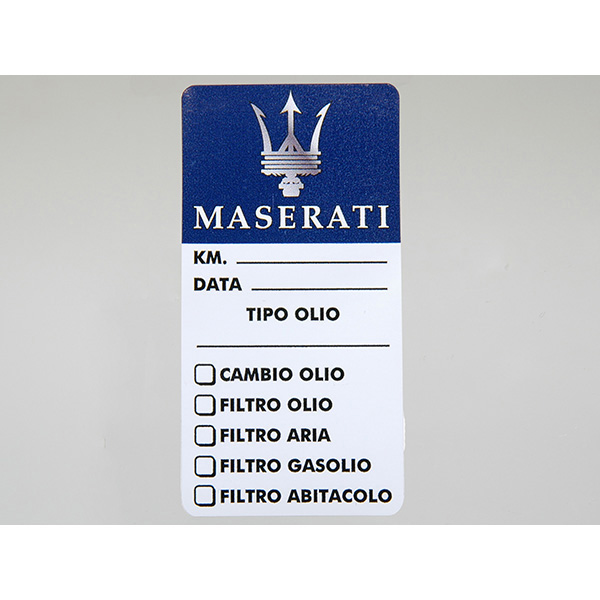 MASERATI
KM.
DATA
TIPO OLIO
CAMBIO OLIO
FILTRO OLIO
FILTRO ARIA
FILTRO GASOLIO
FILTRO ABITACOLO